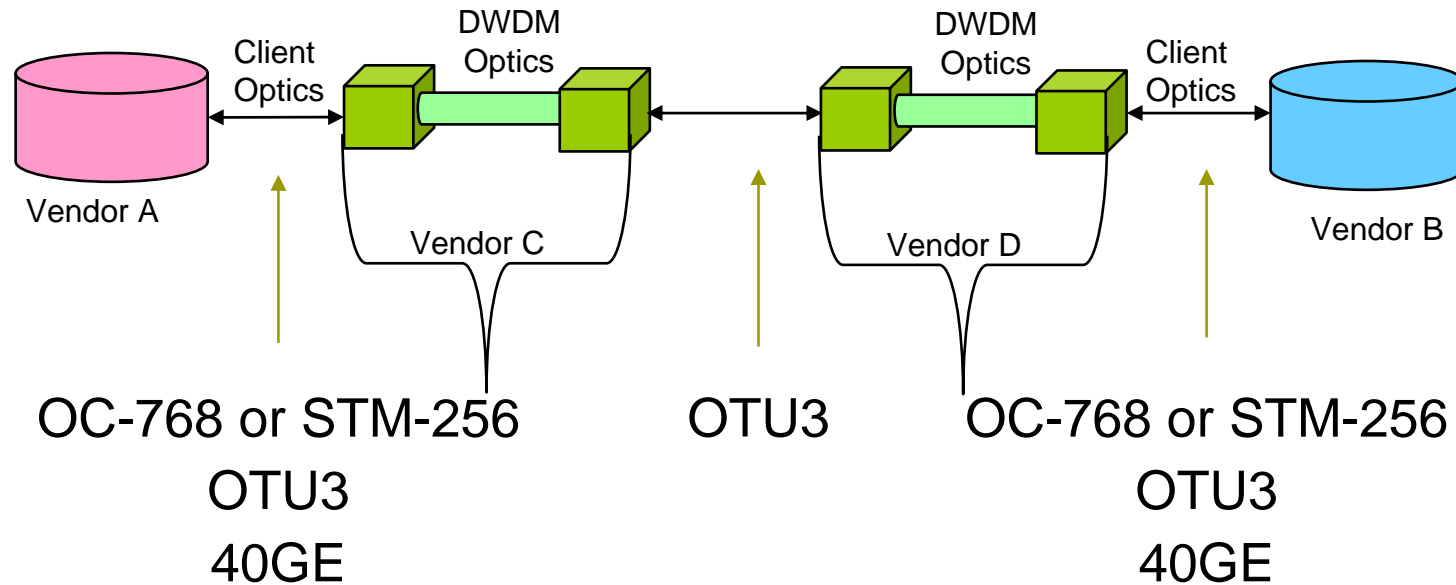 Client
Optics
DWDM
Optics
DWDM
Optics
Client
Optics
Vendor A
Vendor C
Vendor D
Vendor B
OC-768 or STM-256
OTU3
40GE
OTU3
OC-768 or STM-256
OTU3
40GE